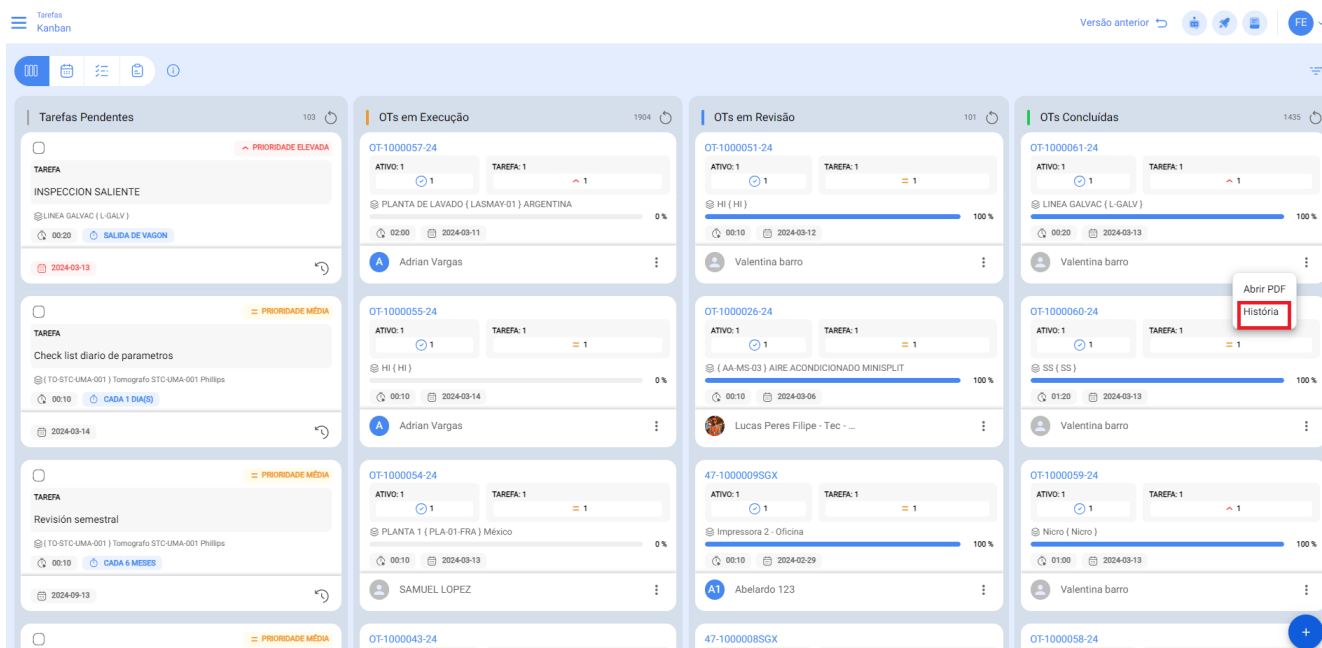 Tarefas
Kanban
Versão anterior
FE
Tarefas Pendentes
103
PRIORIDADE ELEVADA
TAREFA
INSPECCION SALIENTE
LINEA GALVAC { L-GALV }
00:20 SALIDA DE VAGON
2024-03-13
PRIORIDADE MÉDIA
TAREFA
Check list diario de parametros
{ TO-STC-UMA-001 } Tomografo STC-UMA-001 Phillips
00:10 CADA 1 DIA(S)
2024-03-14
PRIORIDADE MÉDIA
TAREFA
Revisión semestral
{ TO-STC-UMA-001 } Tomografo STC-UMA-001 Phillips
00:10 CADA 6 MESES
2024-09-13
PRIORIDADE MÉDIA
OTs em Execução
1904
OT-1000057-24
ATIVO: 1 TAREFA: 1
1 1
PLANTA DE LAVADO { LASMAY-01 } ARGENTINA
0 %
02:00 2024-03-11
A Adrian Vargas
OT-1000055-24
ATIVO: 1 TAREFA: 1
1 1
HI { HI }
0 %
00:10 2024-03-14
A Adrian Vargas
OT-1000054-24
ATIVO: 1 TAREFA: 1
1 1
PLANTA 1 { PLA-01-FRA } México
0 %
00:10 2024-03-13
SAMUEL LOPEZ
OT-1000043-24
OTs em Revisão
101
OT-1000051-24
ATIVO: 1 TAREFA: 1
1 1
HI { HI }
100 %
00:10 2024-03-12
Valentina barro
OT-1000026-24
ATIVO: 1 TAREFA: 1
1 1
{ AA-MS-03 } AIRE ACONDICIONADO MINISPLIT
100 %
00:10 2024-03-06
Lucas Peres Filipe - Tec - ...
47-1000009SGX
ATIVO: 1 TAREFA: 1
1 1
Impressora 2 - Oficina
100 %
00:10 2024-02-29
A1 Abelardo 123
47-1000008SGX
OTs Concluídas
1435
OT-1000061-24
ATIVO: 1 TAREFA: 1
1 1
LINEA GALVAC { L-GALV }
100 %
00:20 2024-03-13
Valentina barro
Abrir PDF
História
OT-1000060-24
ATIVO: 1 TAREFA: 1
1 1
SS { SS }
100 %
01:20 2024-03-13
Valentina barro
OT-1000059-24
ATIVO: 1 TAREFA: 1
1 1
Nicro { Nicro }
100 %
01:00 2024-03-13
Valentina barro
OT-1000058-24
+